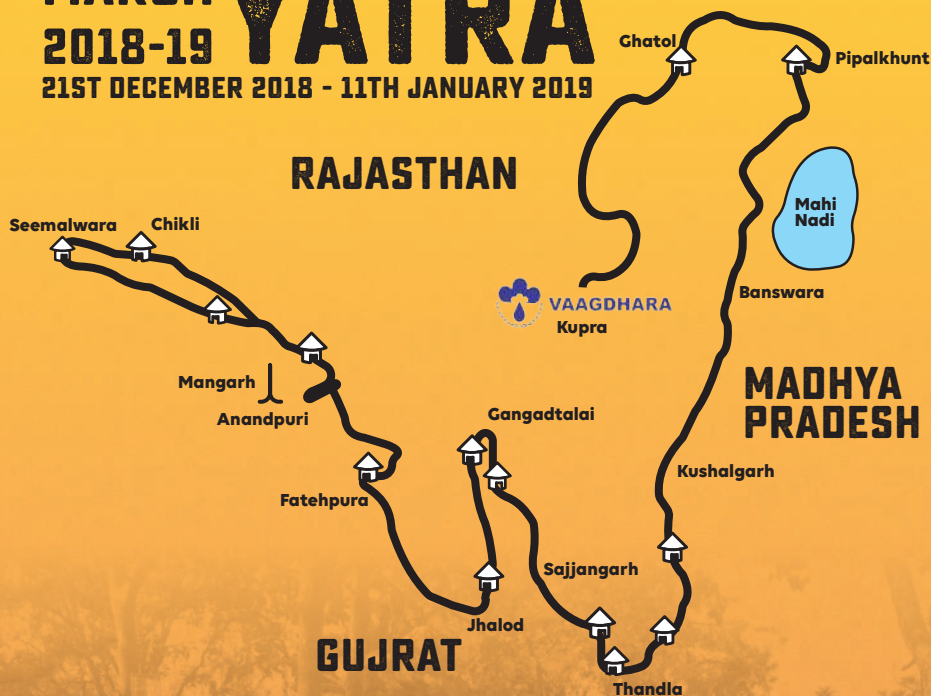 MARCH
2018-19 YATRA
21ST DECEMBER 2018 - 11TH JANUARY 2019
Ghatol
Pipalkhunt
RAJASTHAN
Mahi
Nadi
Seemalwara
Chikli
Banswara
VAAGDHARA
Kupra
MADHYA
PRADESH
Mangarh
Anandpuri
Gangadtalai
Kushalgarh
Fatehpura
Sajjangarh
Jhalod
GUJRAT
Thandla